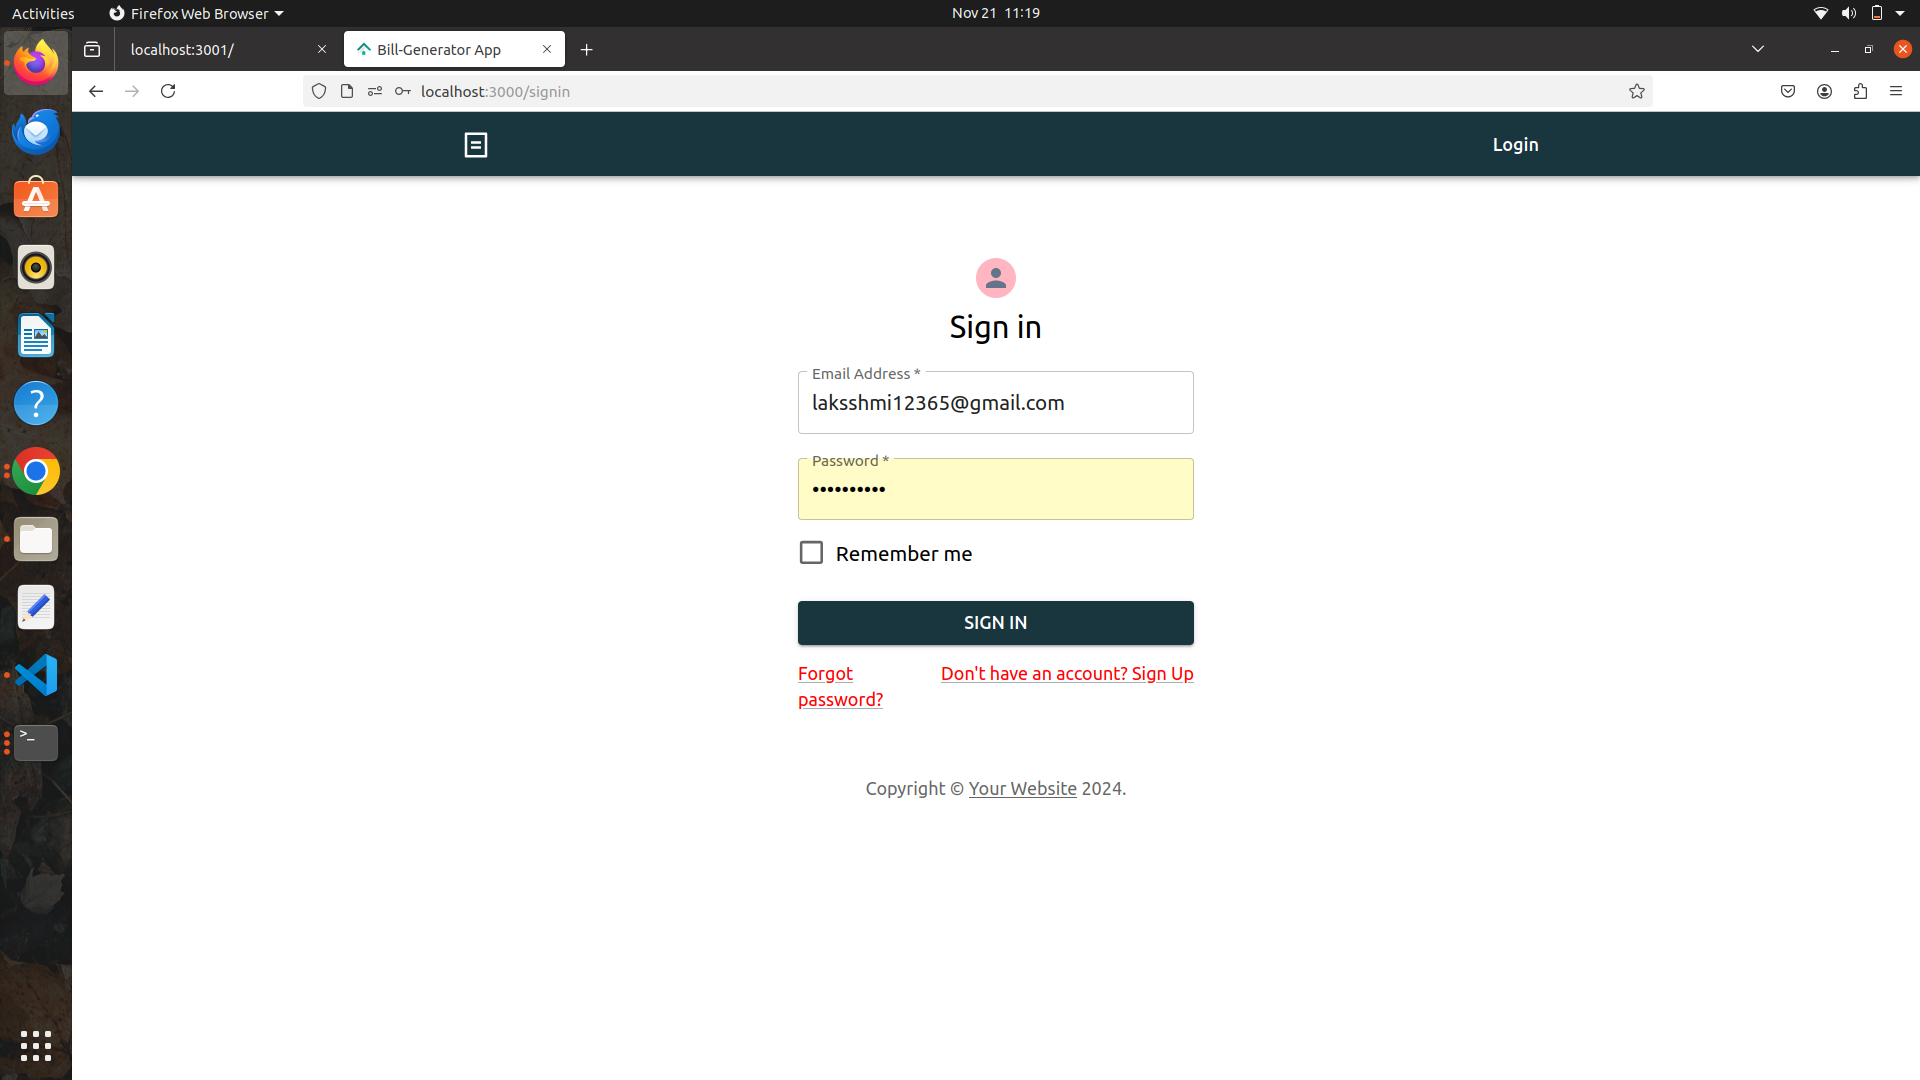 Activities
Firefox Web Browser
Nov 21 11:19
localhost:3001/
Bill-Generator App
localhost:3000/signin
Login
Sign in
Email Address *
laksshmi12365@gmail.com
Password *
••••••••••
Remember me
SIGN IN
Forgot password?
Don't have an account? Sign Up
Copyright © Your Website 2024.